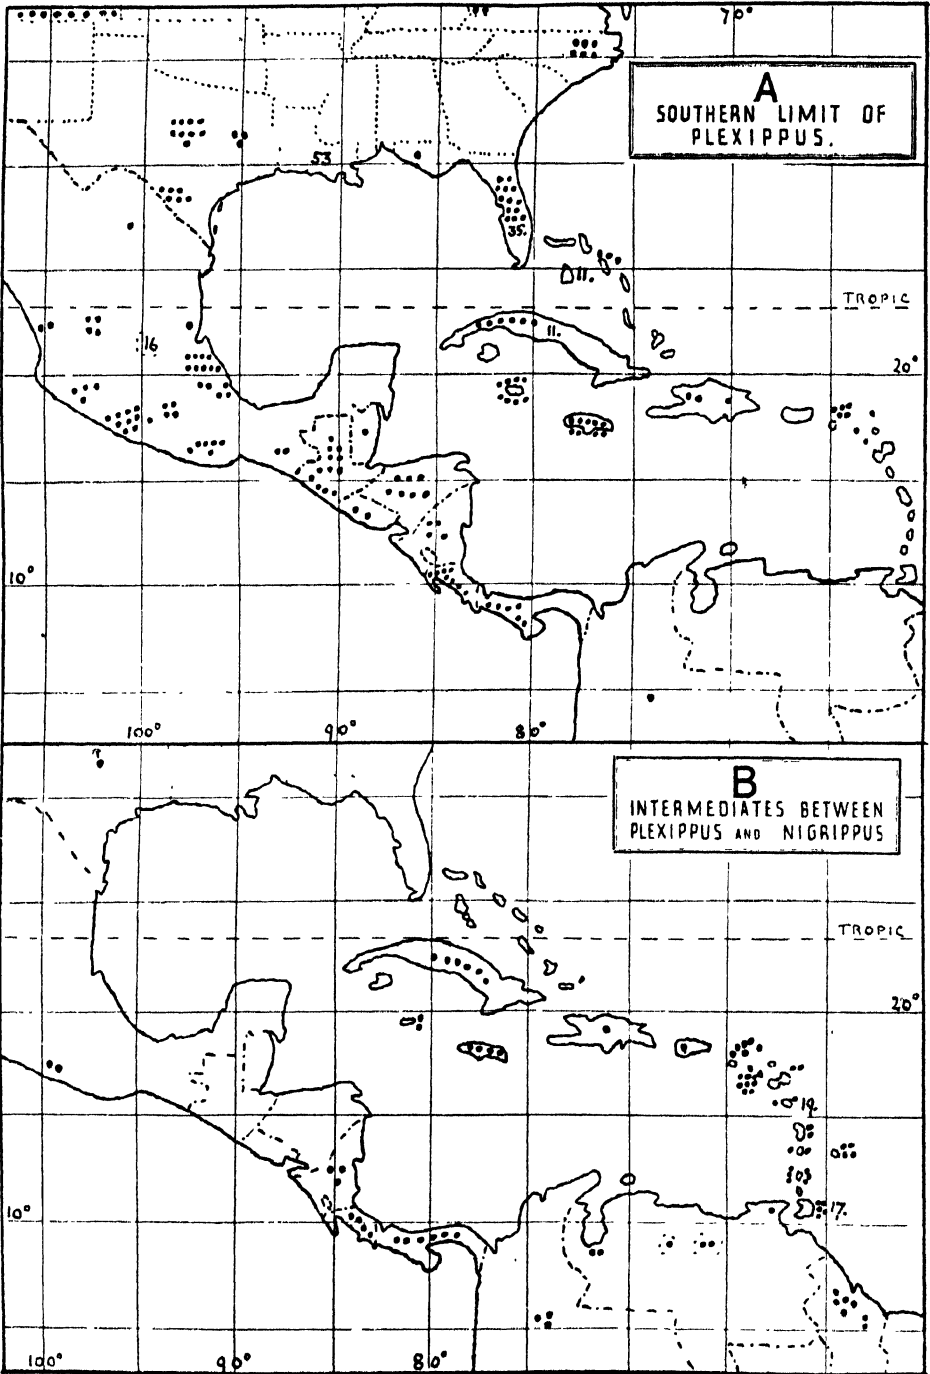 70°
A
SOUTHERN LIMIT OF
PLEXIPPUS.
53
35.
11.
TROPIC
11.
16
20°
10°
100°
90°
80°
B
INTERMEDIATES BETWEEN
PLEXIPPUS AND NIGRIPPUS
TROPIC
20°
19.
17.
10°
100°
90°
80°